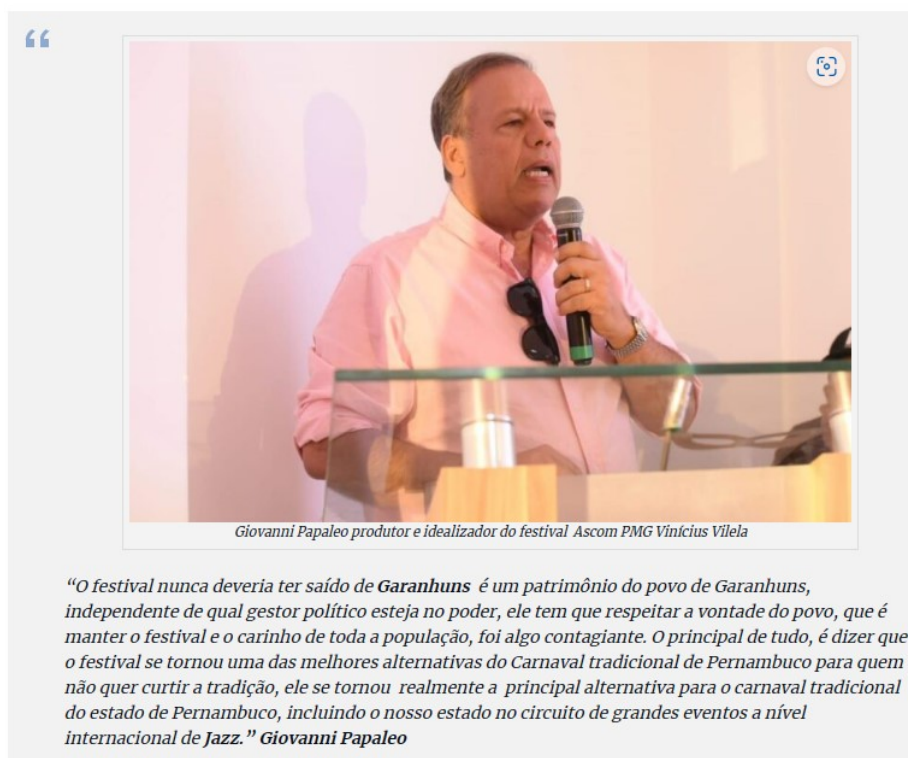 “
Giovanni Papaleo produtor e idealizador do festival Ascom PMG Vinícius Vilela
“O festival nunca deveria ter saído de Garanhuns é um patrimônio do povo de Garanhuns,
independente de qual gestor político esteja no poder, ele tem que respeitar a vontade do povo, que é
manter o festival e o carinho de toda a população, foi algo contagiante. O principal de tudo, é dizer que
o festival se tornou uma das melhores alternativas do Carnaval tradicional de Pernambuco para quem
não quer curtir a tradição, ele se tornou realmente a principal alternativa para o carnaval tradicional
do estado de Pernambuco, incluindo o nosso estado no circuito de grandes eventos a nível
internacional de Jazz.” Giovanni Papaleo